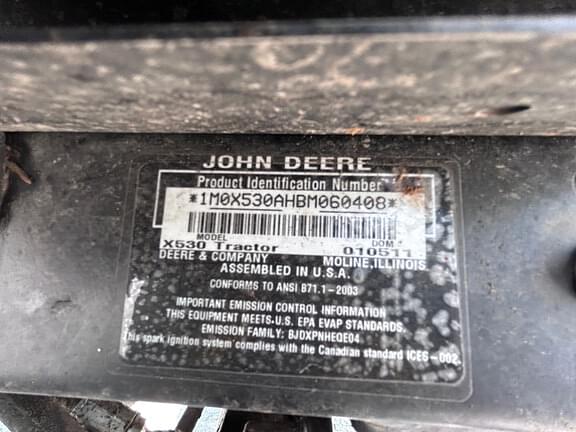 JOHN DEERE
Product Identification Number
*1M0X530AHBM060408*
MODEL DOM
X530 Tractor 010511
DEERE & COMPANY MOLINE, ILLINOIS
ASSEMBLED IN U.S.A.
CONFORMS TO ANSI B71.1-2003
IMPORTANT EMISSION CONTROL INFORMATION
THIS EQUIPMENT MEETS U.S. EPA EVAP STANDARDS.
EMISSION FAMILY: BJDXPNHEQE04
This spark ignition system complies with the Canadian standard ICES-002